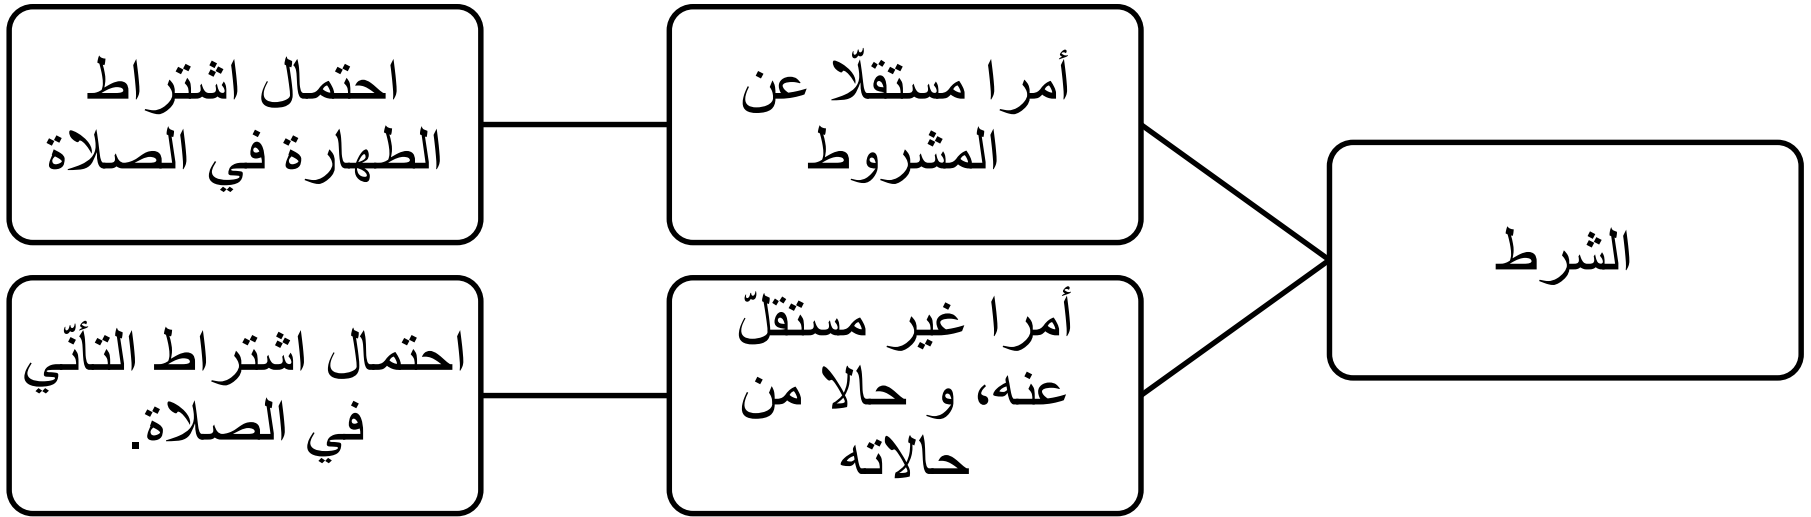 الشرط
أمرا مستقلّا عن
المشروط
احتمال اشتراط
الطهارة في الصلاة
أمرا غير مستقلّ
عنه، و حالا من
حالاته
احتمال اشتراط التأنّي
في الصلاة.